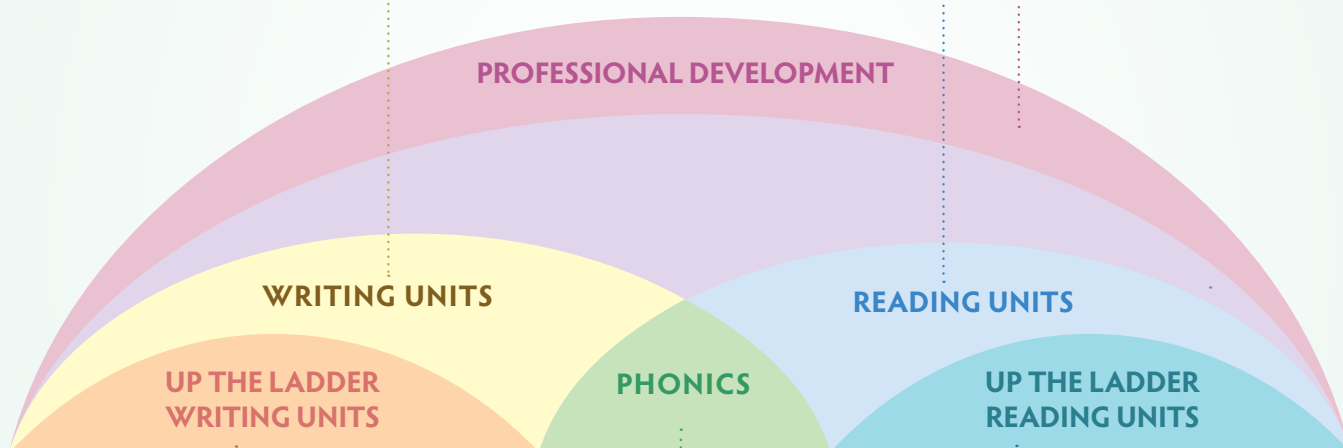 PROFESSIONAL DEVELOPMENT
WRITING UNITS
READING UNITS
UP THE LADDER
WRITING UNITS
PHONICS
UP THE LADDER
READING UNITS